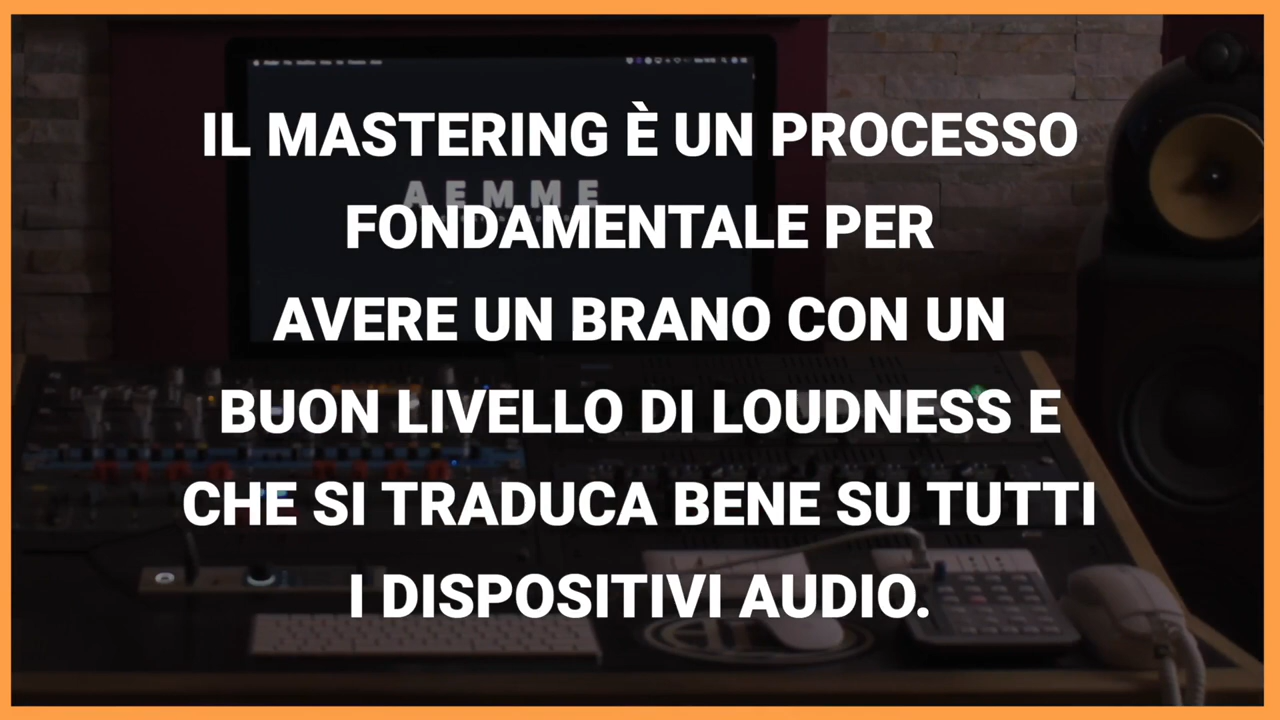 IL MASTERING È UN PROCESSO
AEMME
FONDAMENTALE PER
AVERE UN BRANO CON UN
BUON LIVELLO DI LOUDNESS E
CHE SI TRADUCA BENE SU TUTTI
I DISPOSITIVI AUDIO.